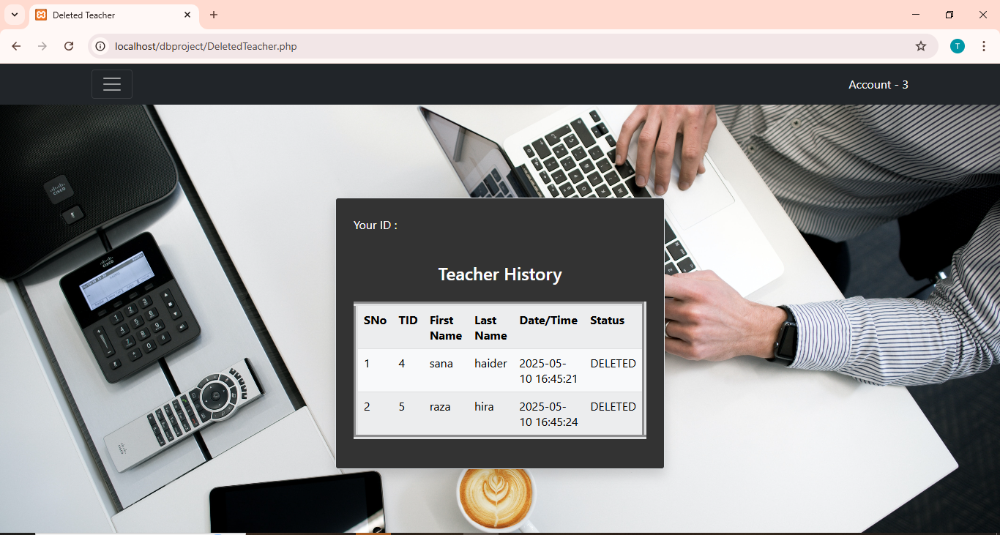 Deleted Teacher
localhost/dbproject/DeletedTeacher.php
T
Account - 3
CISCO
CISCO
Your ID :
Teacher History
SNo TID First Name Last Name Date/Time Status
1 4 sana haider 2025-05-10 16:45:21 DELETED
2 5 raza hira 2025-05-10 16:45:24 DELETED